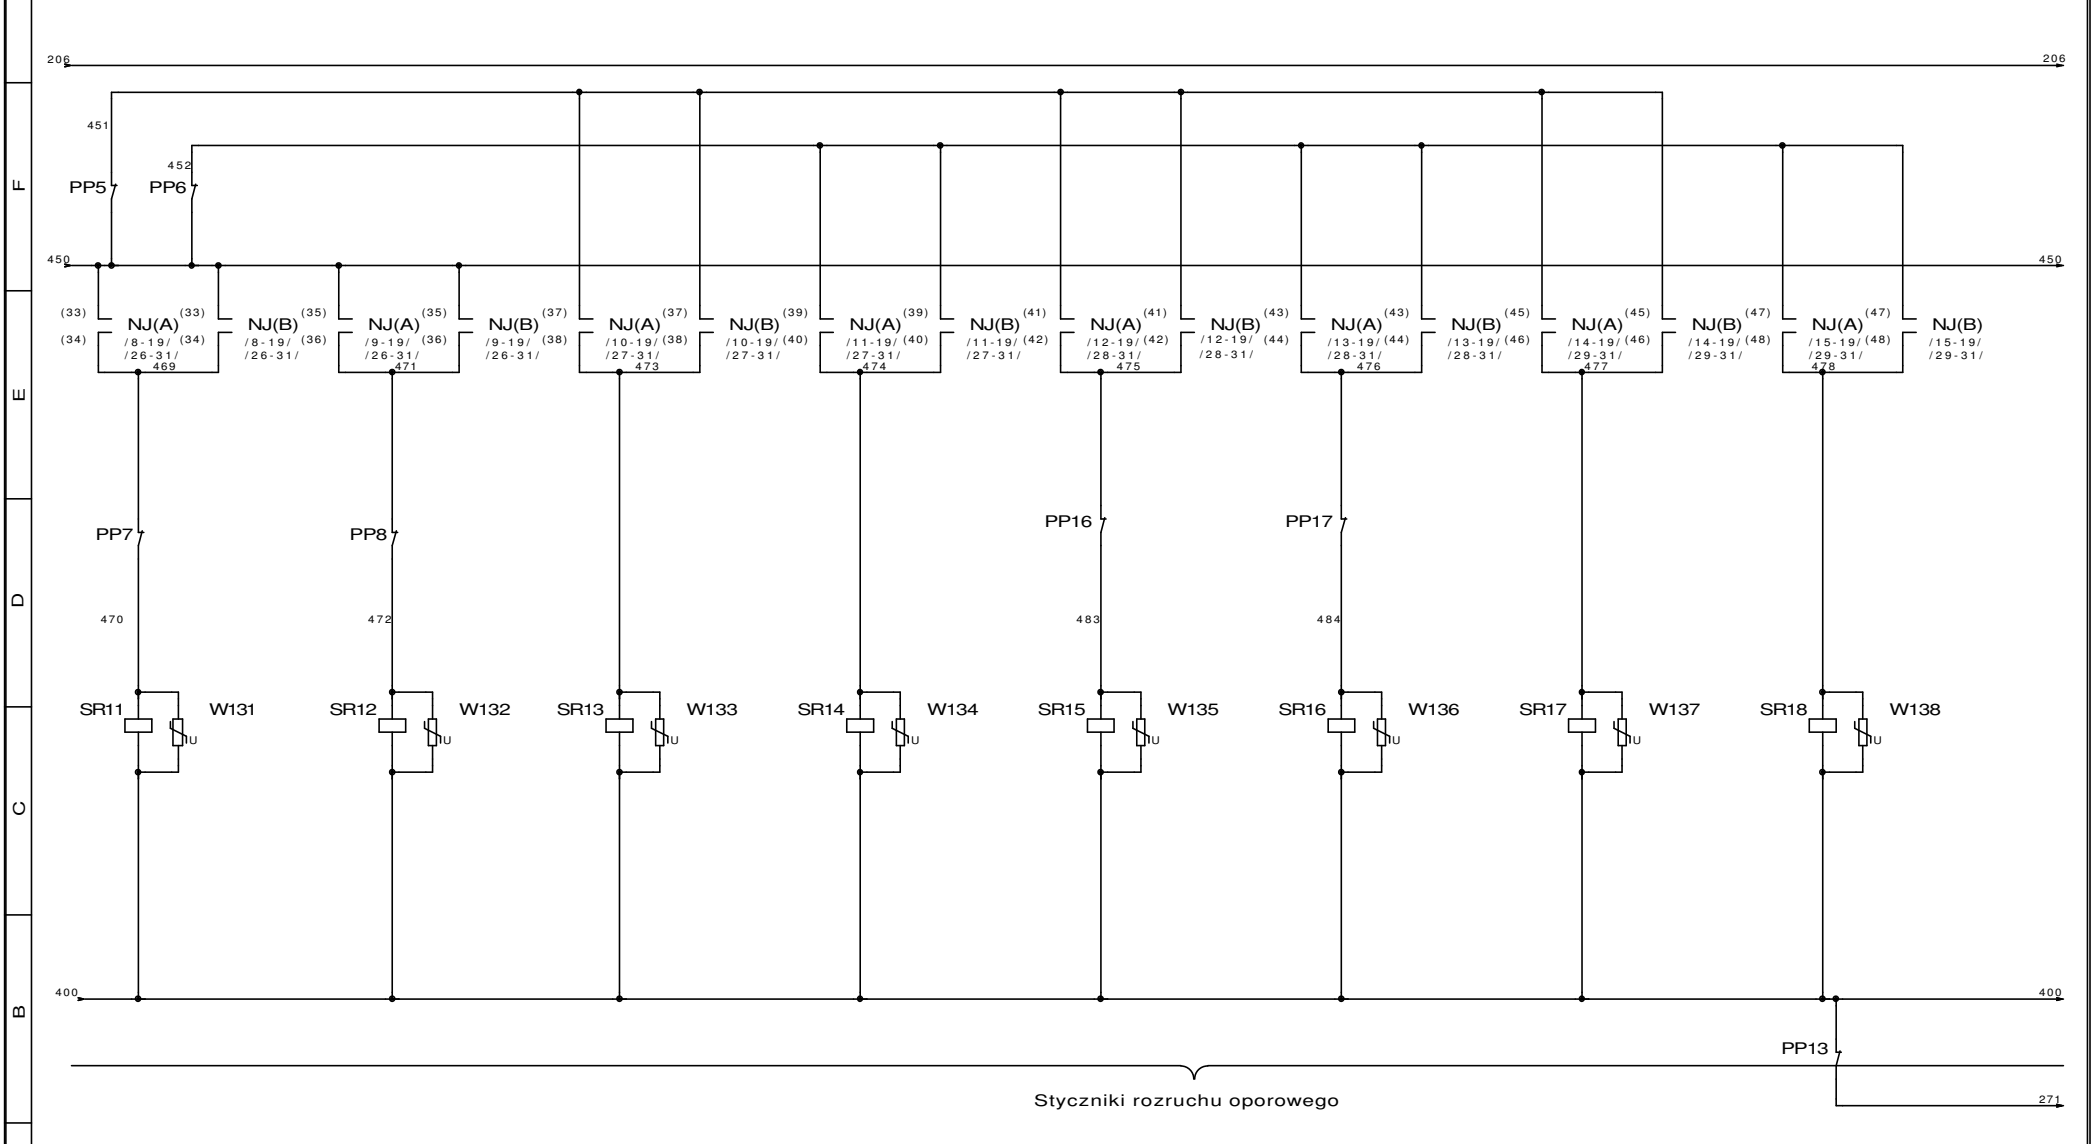 206 206
451
452
F
PP5 PP6
450 450
(33) (33) (35) (35) (37) (37) (39) (39) (41) (41) (43) (43) (45) (45) (47) (47)
NJ(A) NJ(B) NJ(A) NJ(B) NJ(A) NJ(B) NJ(A) NJ(B) NJ(A) NJ(B) NJ(A) NJ(B) NJ(A) NJ(B) NJ(A) NJ(B)
(34) /8-19/ (34) /8-19/ (36) /9-19/ (36) /9-19/ (38) /10-19/ (38) /10-19/ (40) /11-19/ (40) /11-19/ (42) /12-19/ (42) /12-19/ (44) /13-19/ (44) /13-19/ (46) /14-19/ (46) /14-19/ (48) /15-19/ (48) /15-19/
/26-31/ /26-31/ /26-31/ /26-31/ /27-31/ /27-31/ /27-31/ /27-31/ /28-31/ /28-31/ /28-31/ /28-31/ /29-31/ /29-31/ /29-31/ /29-31/
469 471 473 474 475 476 477 478
E
PP16 PP17
PP7 PP8
D
470 472 483 484
SR11 W131 SR12 W132 SR13 W133 SR14 W134 SR15 W135 SR16 W136 SR17 W137 SR18 W138
U U U U U U U U
C
400 400
B
PP13
Styczniki rozruchu oporowego
271